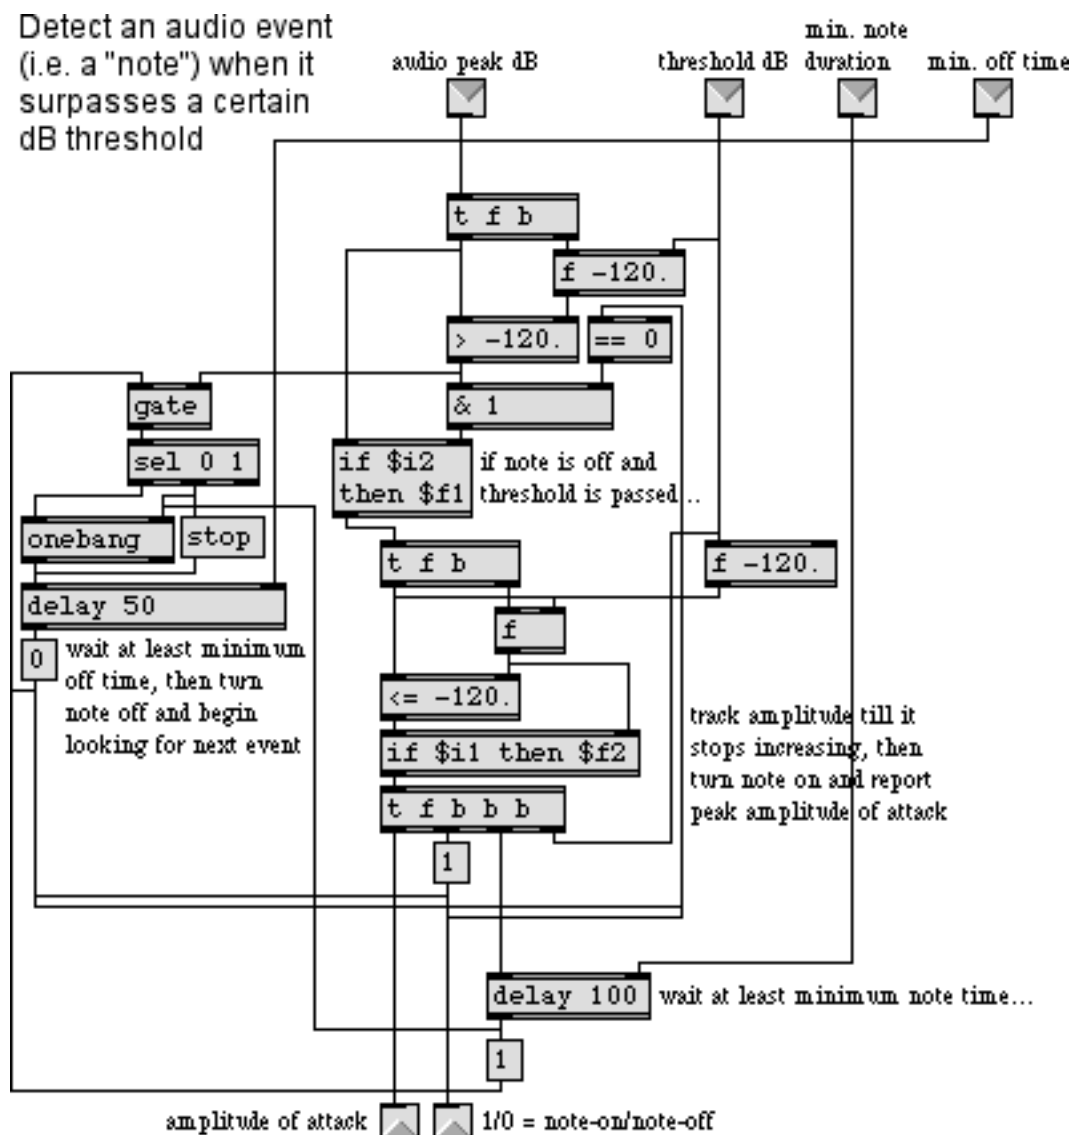 Detect an audio event
(i.e. a "note") when it
surpasses a certain
dB threshold
audio peak dB
threshold dB
min. note
duration
min. off time
t f b
f -120.
> -120.
== 0
gate
& 1
sel 0 1
if $i2
then $f1
if note is off and
threshold is passed...
onebang
stop
t f b
f -120.
delay 50
f
0
wait at least minimum
off time, then turn
note off and begin
looking for next event
<= -120.
if $i1 then $f2
track amplitude till it
stops increasing, then
turn note on and report
peak amplitude of attack
t f b b b
1
delay 100
wait at least minimum note time...
1
amplitude of attack
1/0 = note-on/note-off